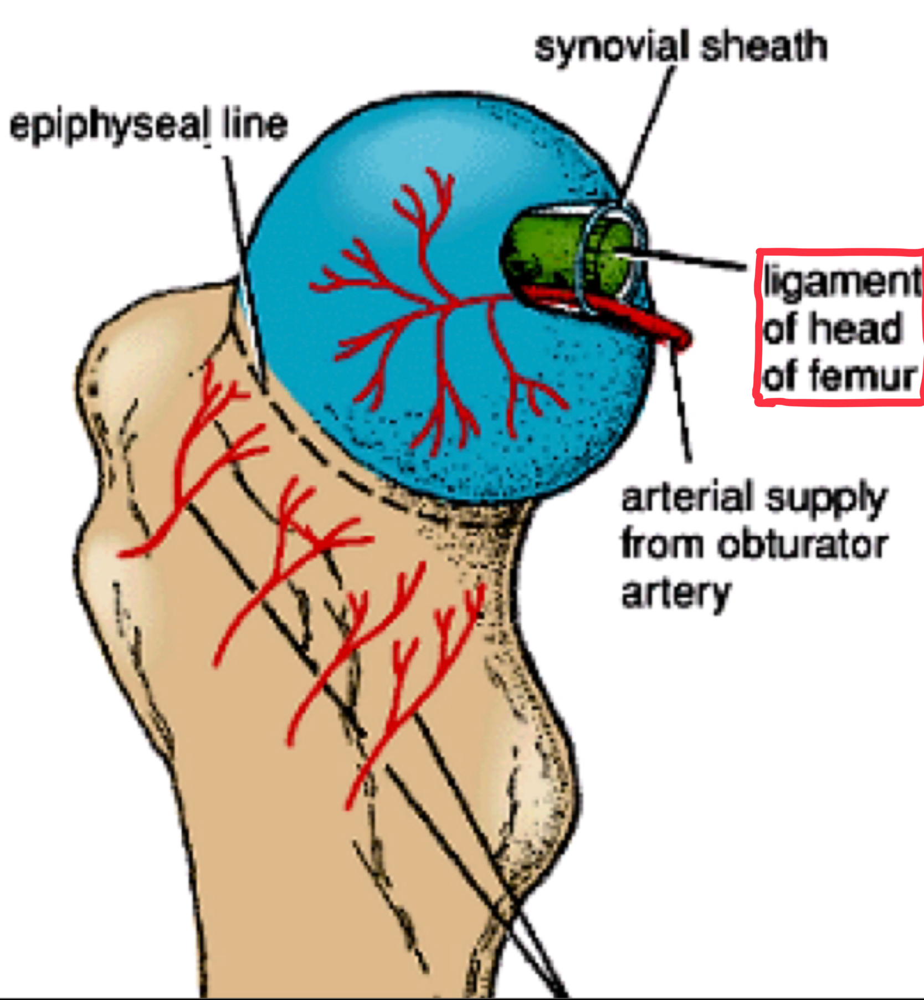 synovial sheath
epiphyseal line
ligament
of head
of femur
arterial supply
from obturator
artery